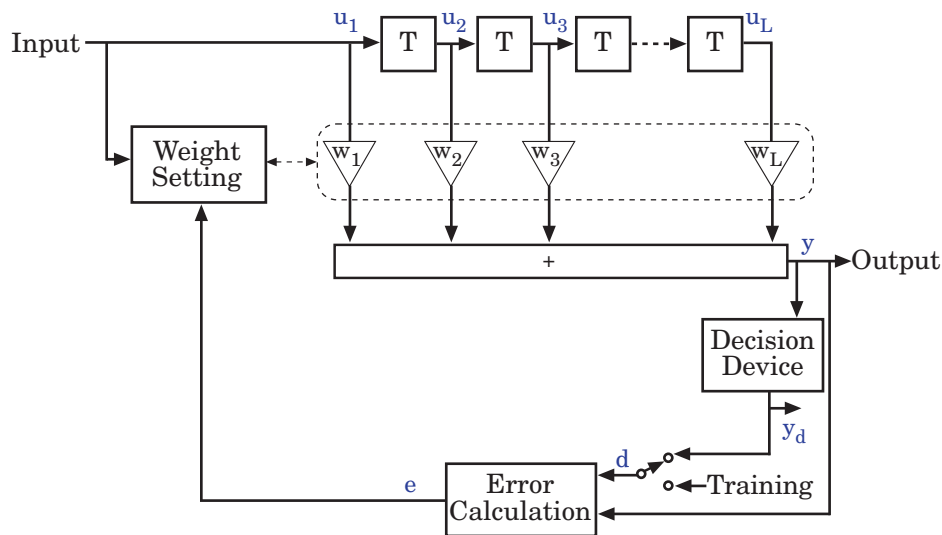 u1 u2 u3 uL
Input T T T T
Weight
Setting
w1 w2 w3 wL
+
y
Output
Decision
Device
yd
d
Training
e
Error
Calculation